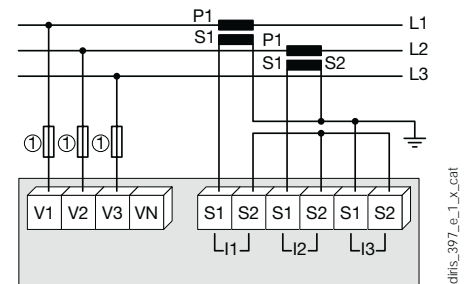 P1 L1
S1 P1 L2
S1 S2 L3
① ① ①
V1 V2 V3 VN S1 S2 S1 S2 S1 S2
I1 I2 I3
diris_397_e_1_x_cat